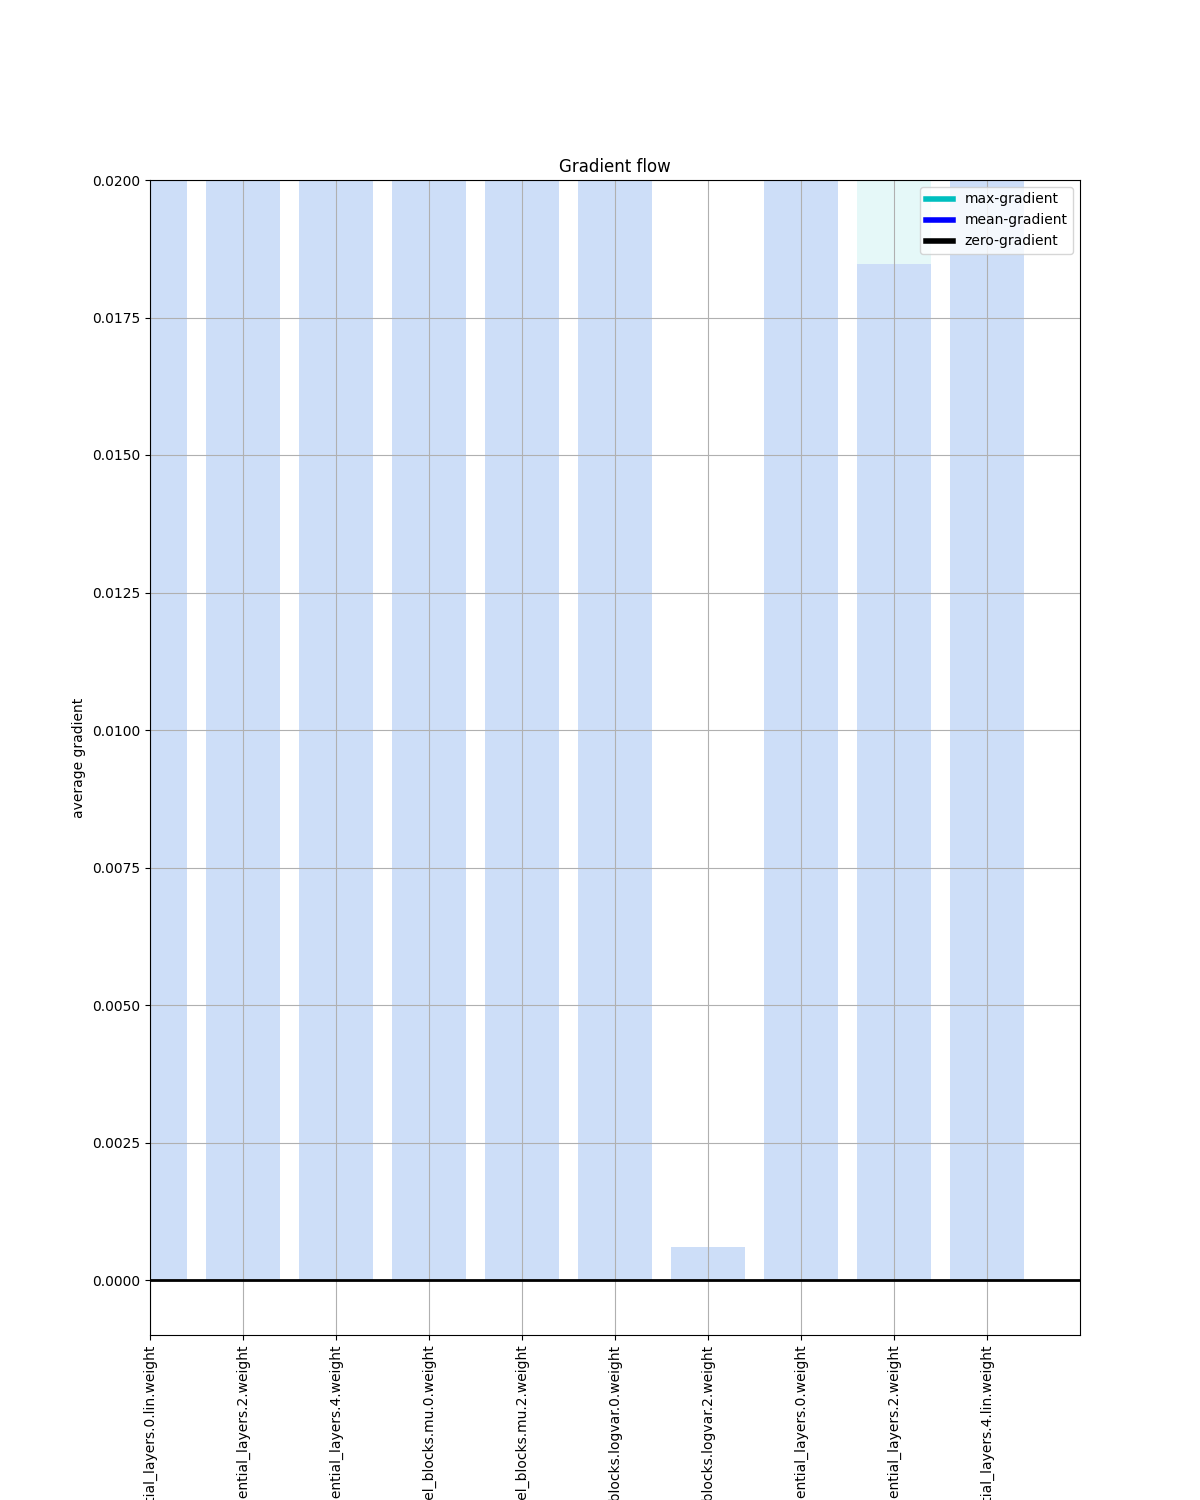 Gradient flow
max-gradient
mean-gradient
zero-gradient
0.0200
0.0175
0.0150
0.0125
0.0100
0.0075
0.0050
0.0025
0.0000
average gradient
tial_layers.0.lin.weight
ential_layers.2.weight
ential_layers.4.weight
el_blocks.mu.0.weight
el_blocks.mu.2.weight
blocks.logvar.0.weight
blocks.logvar.2.weight
ential_layers.0.weight
ential_layers.2.weight
tial_layers.4.lin.weight